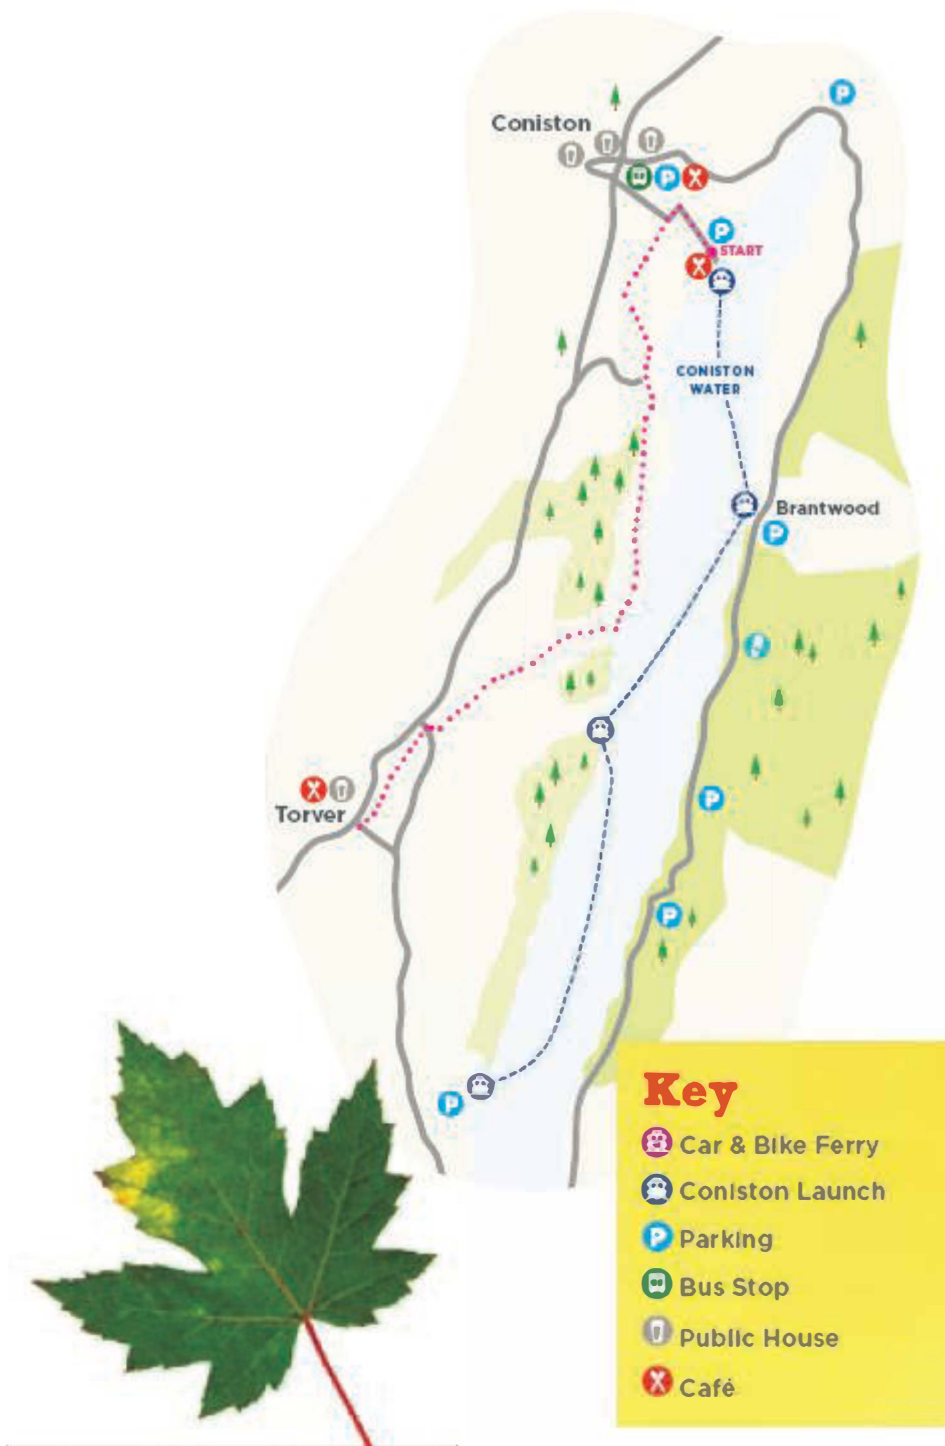 Coniston
START
CONISTON
WATER
Brantwood
Torver
Key
Car & Bike Ferry
Coniston Launch
Parking
Bus Stop
Public House
Café
P
P
P
P
P
P
P
P